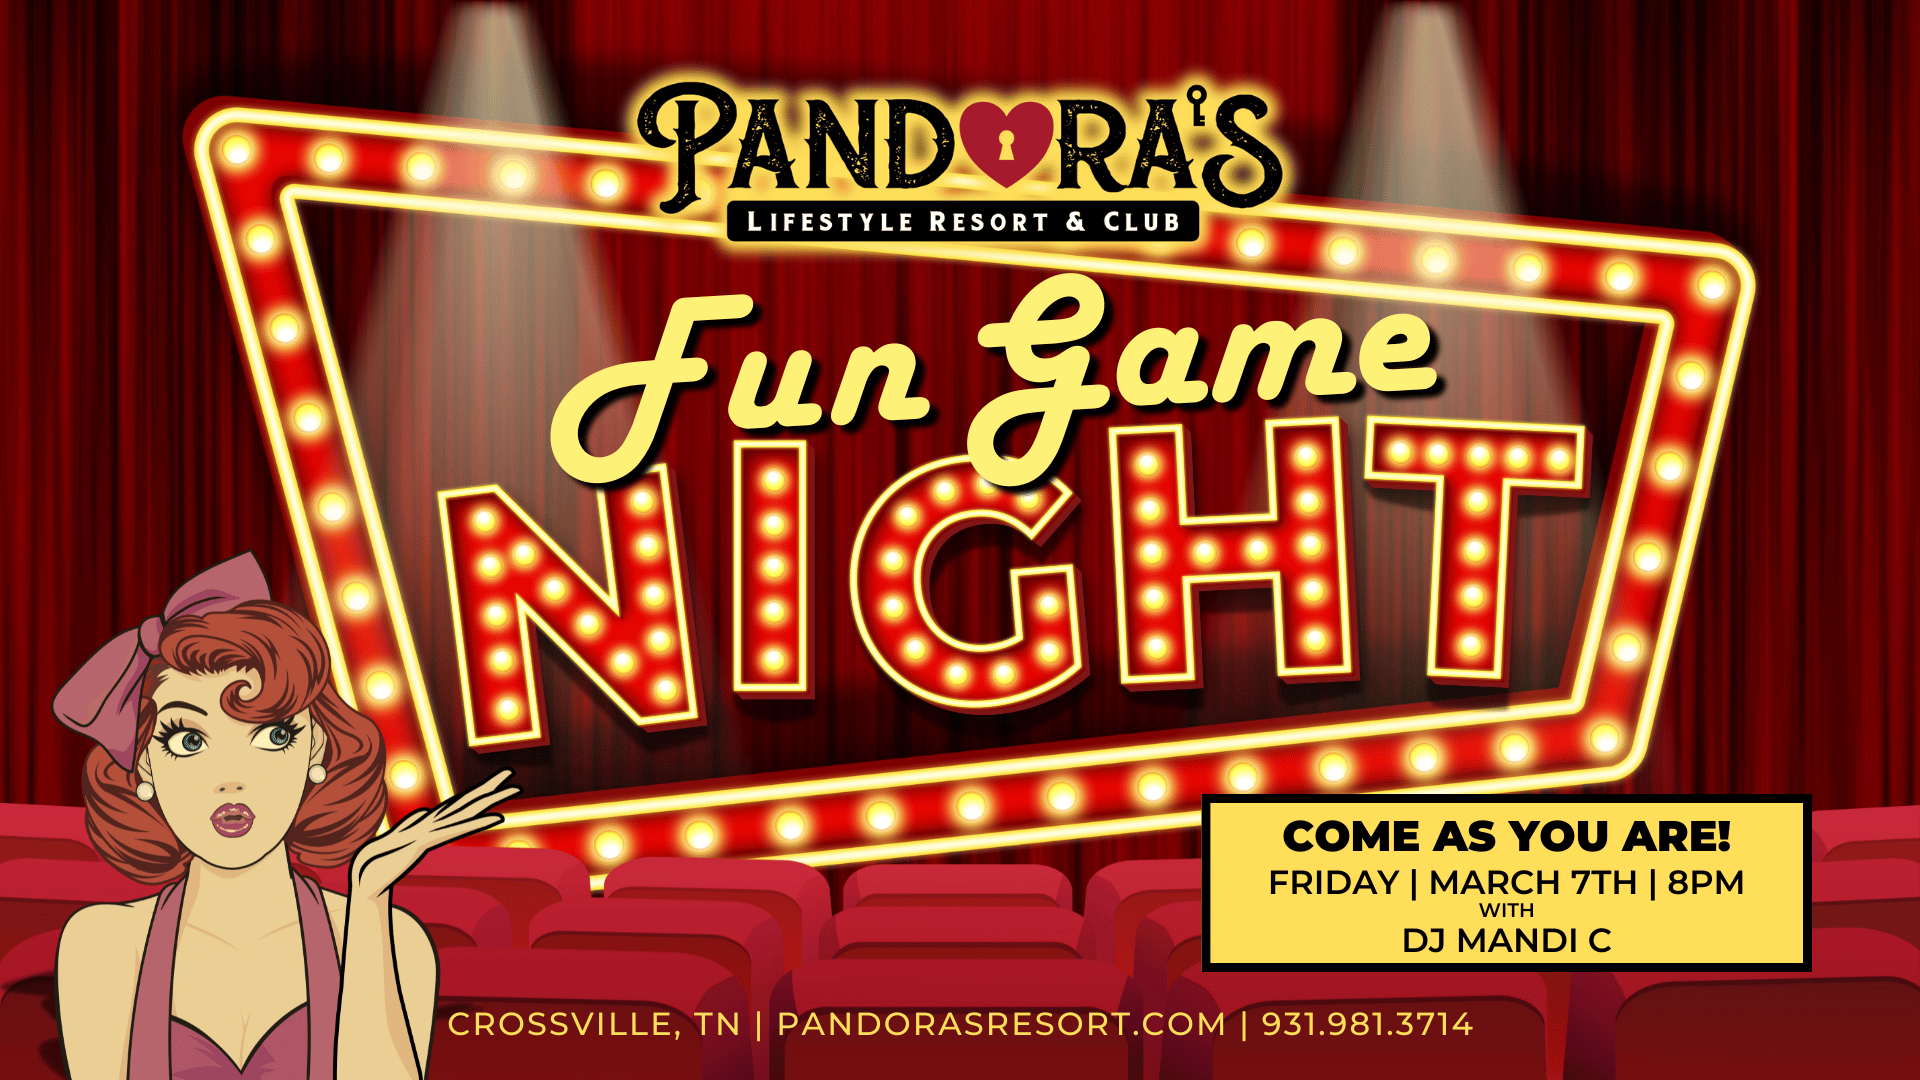 PANDORA'S
LIFESTYLE RESORT & CLUB
Fun Game
NIGHT
COME AS YOU ARE!
FRIDAY | MARCH 7TH | 8PM
WITH
DJ MANDI C
CROSSVILLE, TN | PANDORASRESORT.COM | 931.981.3714